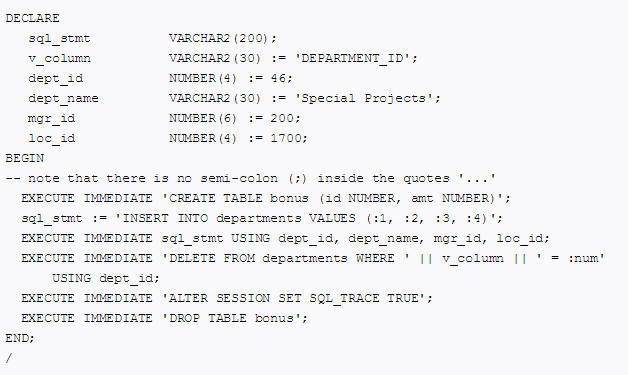 DECLARE
sql_stmt VARCHAR2(200);
v_column VARCHAR2(30) := 'DEPARTMENT_ID';
dept_id NUMBER(4) := 46;
dept_name VARCHAR2(30) := 'Special Projects';
mgr_id NUMBER(6) := 200;
loc_id NUMBER(4) := 1700;
BEGIN
-- note that there is no semi-colon (;) inside the quotes '...'
EXECUTE IMMEDIATE 'CREATE TABLE bonus (id NUMBER, amt NUMBER)';
sql_stmt := 'INSERT INTO departments VALUES (:1, :2, :3, :4)';
EXECUTE IMMEDIATE sql_stmt USING dept_id, dept_name, mgr_id, loc_id;
EXECUTE IMMEDIATE 'DELETE FROM departments WHERE ' || v_column || ' = :num'
USING dept_id;
EXECUTE IMMEDIATE 'ALTER SESSION SET SQL_TRACE TRUE';
EXECUTE IMMEDIATE 'DROP TABLE bonus';
END;
/